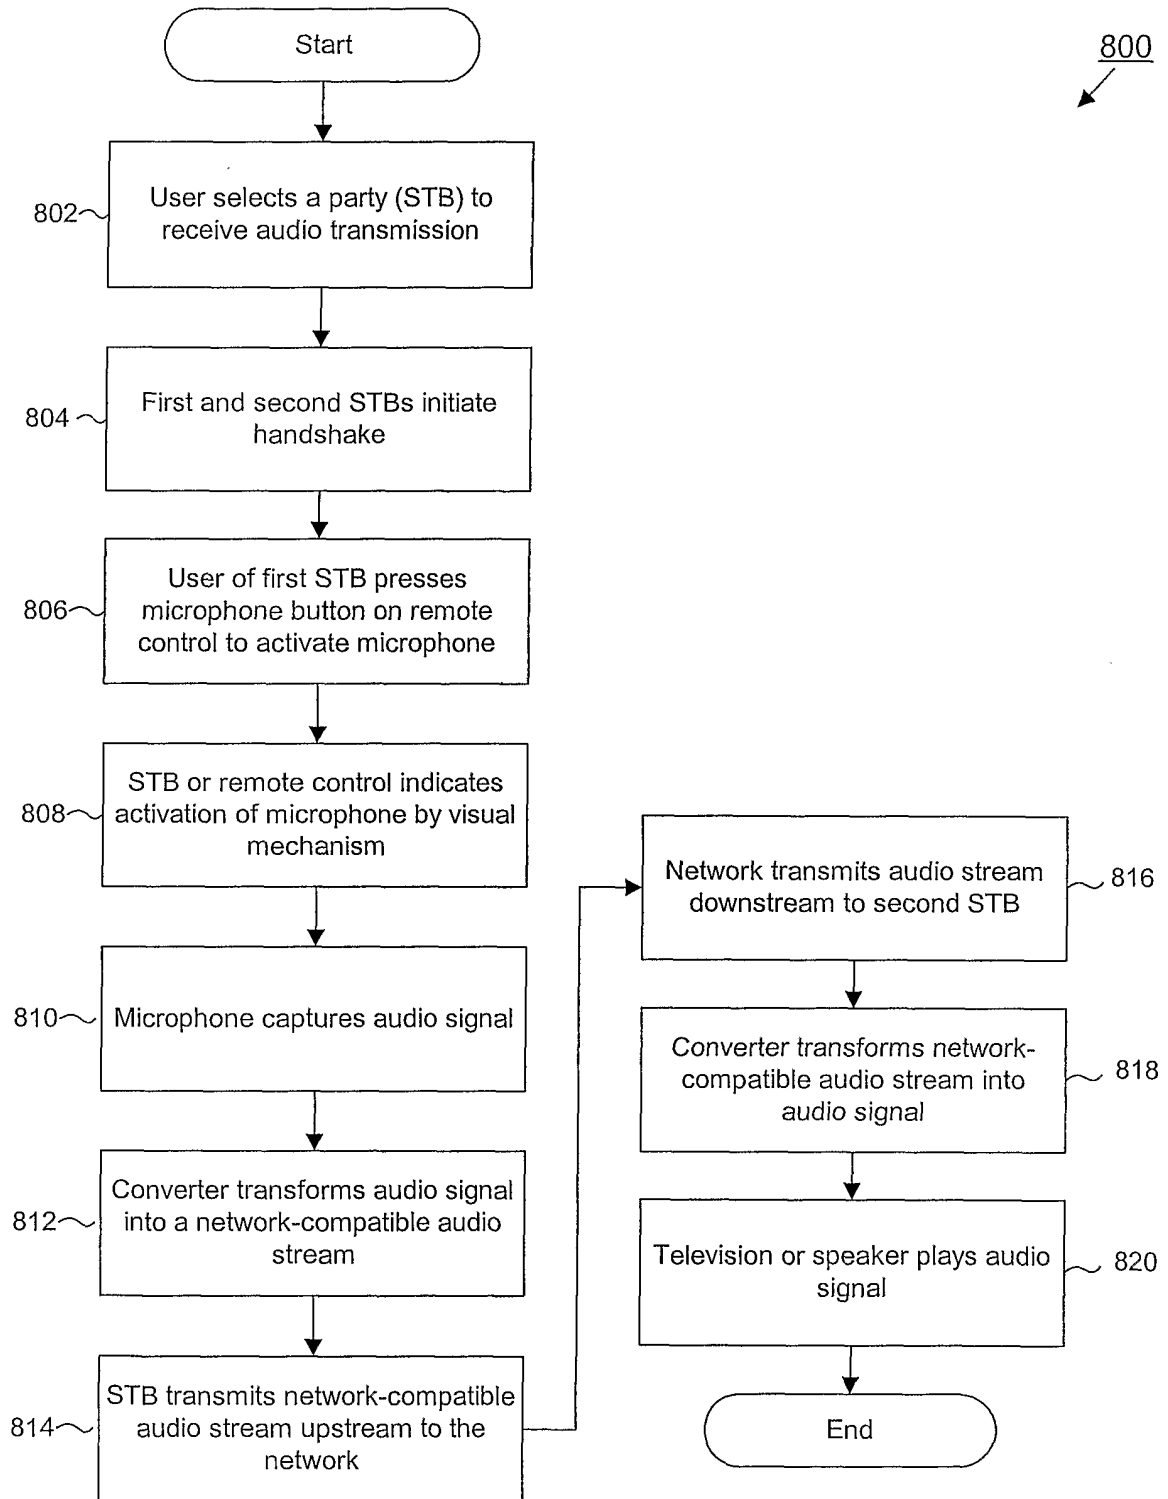 Start
800
802
User selects a party (STB) to
receive audio transmission
804
First and second STBs initiate
handshake
806
User of first STB presses
microphone button on remote
control to activate microphone
808
STB or remote control indicates
activation of microphone by visual
mechanism
810
Microphone captures audio signal
812
Converter transforms audio signal
into a network-compatible audio
stream
814
STB transmits network-compatible
audio stream upstream to the
network
Network transmits audio stream
downstream to second STB
816
Converter transforms network-
compatible audio stream into
audio signal
818
Television or speaker plays audio
signal
820
End